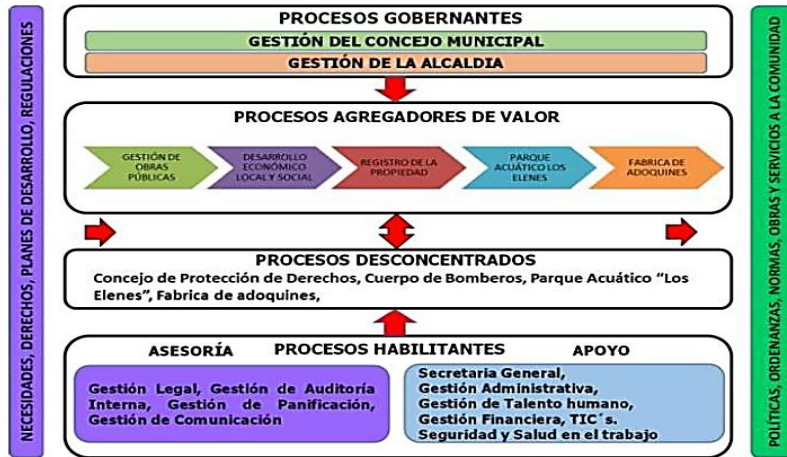 NECESIDADES, DERECHOS, PLANES DE DESARROLLO, REGULACIONES
PROCESOS GOBERNANTES
GESTIÓN DEL CONCEJO MUNICIPAL
GESTIÓN DE LA ALCALDIA
PROCESOS AGREGADORES DE VALOR
GESTIÓN DE
OBRAS
PÚBLICAS
DESARROLLO
ECONÓMICO
LOCAL Y SOCIAL
REGISTRO DE LA
PROPIEDAD
PARQUE
ACUÁTICO LOS
ELENES
FABRICA DE
ADOQUINES
PROCESOS DESCONCENTRADOS
Concejo de Protección de Derechos, Cuerpo de Bomberos, Parque Acuático “Los
Elenes”, Fabrica de adoquines,
ASESORÍA PROCESOS HABILITANTES APOYO
Gestión Legal, Gestión de Auditoría
Interna, Gestión de Panificación,
Gestión de Comunicación
Secretaria General,
Gestión Administrativa,
Gestión de Talento humano,
Gestión Financiera, TIC´s.
Seguridad y Salud en el trabajo
POLÍTICAS, ORDENANZAS, NORMAS, OBRAS Y SERVICIOS A LA COMUNIDAD